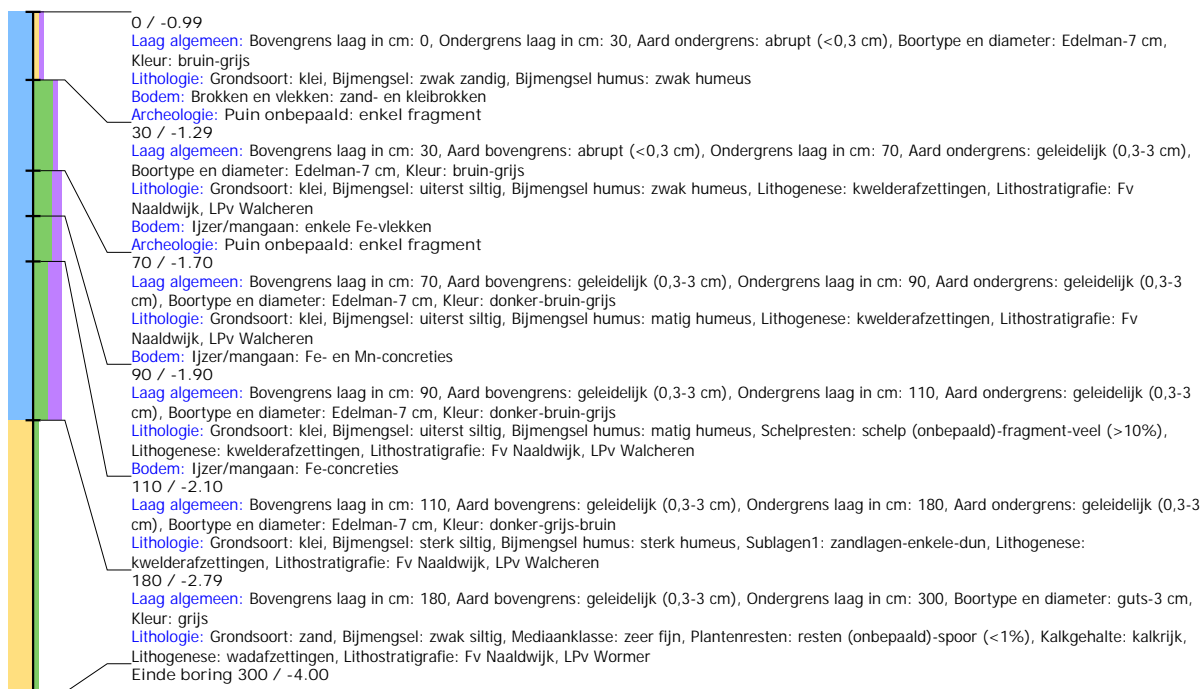 0 / -0.99
Laag algemeen: Bovengrens laag in cm: 0, Ondergrens laag in cm: 30, Aard ondergrens: abrupt (<0,3 cm), Boortype en diameter: Edelman-7 cm,
Kleur: bruin-grijs
Lithologie: Grondsoort: klei, Bijmengsel: zwak zandig, Bijmengsel humus: zwak humeus
Bodem: Brokken en vlekken: zand- en kleibrokken
Archeologie: Puin onbepaald: enkel fragment
30 / -1.29
Laag algemeen: Bovengrens laag in cm: 30, Aard bovengrens: abrupt (<0,3 cm), Ondergrens laag in cm: 70, Aard ondergrens: geleidelijk (0,3-3 cm),
Boortype en diameter: Edelman-7 cm, Kleur: bruin-grijs
Lithologie: Grondsoort: klei, Bijmengsel: uiterst siltig, Bijmengsel humus: zwak humeus, Lithogenese: kwelderafzettingen, Lithostratigrafie: Fv
Naaldwijk, LPv Walcheren
Bodem: Ijzer/mangaan: enkele Fe-vlekken
Archeologie: Puin onbepaald: enkel fragment
70 / -1.70
Laag algemeen: Bovengrens laag in cm: 70, Aard bovengrens: geleidelijk (0,3-3 cm), Ondergrens laag in cm: 90, Aard ondergrens: geleidelijk (0,3-3
cm), Boortype en diameter: Edelman-7 cm, Kleur: donker-bruin-grijs
Lithologie: Grondsoort: klei, Bijmengsel: uiterst siltig, Bijmengsel humus: matig humeus, Lithogenese: kwelderafzettingen, Lithostratigrafie: Fv
Naaldwijk, LPv Walcheren
Bodem: Ijzer/mangaan: Fe- en Mn-concreties
90 / -1.90
Laag algemeen: Bovengrens laag in cm: 90, Aard bovengrens: geleidelijk (0,3-3 cm), Ondergrens laag in cm: 110, Aard ondergrens: geleidelijk (0,3-3
cm), Boortype en diameter: Edelman-7 cm, Kleur: donker-bruin-grijs
Lithologie: Grondsoort: klei, Bijmengsel: uiterst siltig, Bijmengsel humus: matig humeus, Schelpresten: schelp (onbepaald)-fragment-veel (>10%),
Lithogenese: kwelderafzettingen, Lithostratigrafie: Fv Naaldwijk, LPv Walcheren
Bodem: Ijzer/mangaan: Fe-concreties
110 / -2.10
Laag algemeen: Bovengrens laag in cm: 110, Aard bovengrens: geleidelijk (0,3-3 cm), Ondergrens laag in cm: 180, Aard ondergrens: geleidelijk (0,3-3
cm), Boortype en diameter: Edelman-7 cm, Kleur: donker-grijs-bruin
Lithologie: Grondsoort: klei, Bijmengsel: sterk siltig, Bijmengsel humus: sterk humeus, Sublagen1: zandlagen-enkele-dun, Lithogenese:
kwelderafzettingen, Lithostratigrafie: Fv Naaldwijk, LPv Walcheren
180 / -2.79
Laag algemeen: Bovengrens laag in cm: 180, Aard bovengrens: geleidelijk (0,3-3 cm), Ondergrens laag in cm: 300, Boortype en diameter: guts-3 cm,
Kleur: grijs
Lithologie: Grondsoort: zand, Bijmengsel: zwak siltig, Mediaanklasse: zeer fijn, Plantenresten: resten (onbepaald)-spoor (<1%), Kalkgehalte: kalkrijk,
Lithogenese: wadafzettingen, Lithostratigrafie: Fv Naaldwijk, LPv Wormer
Einde boring 300 / -4.00